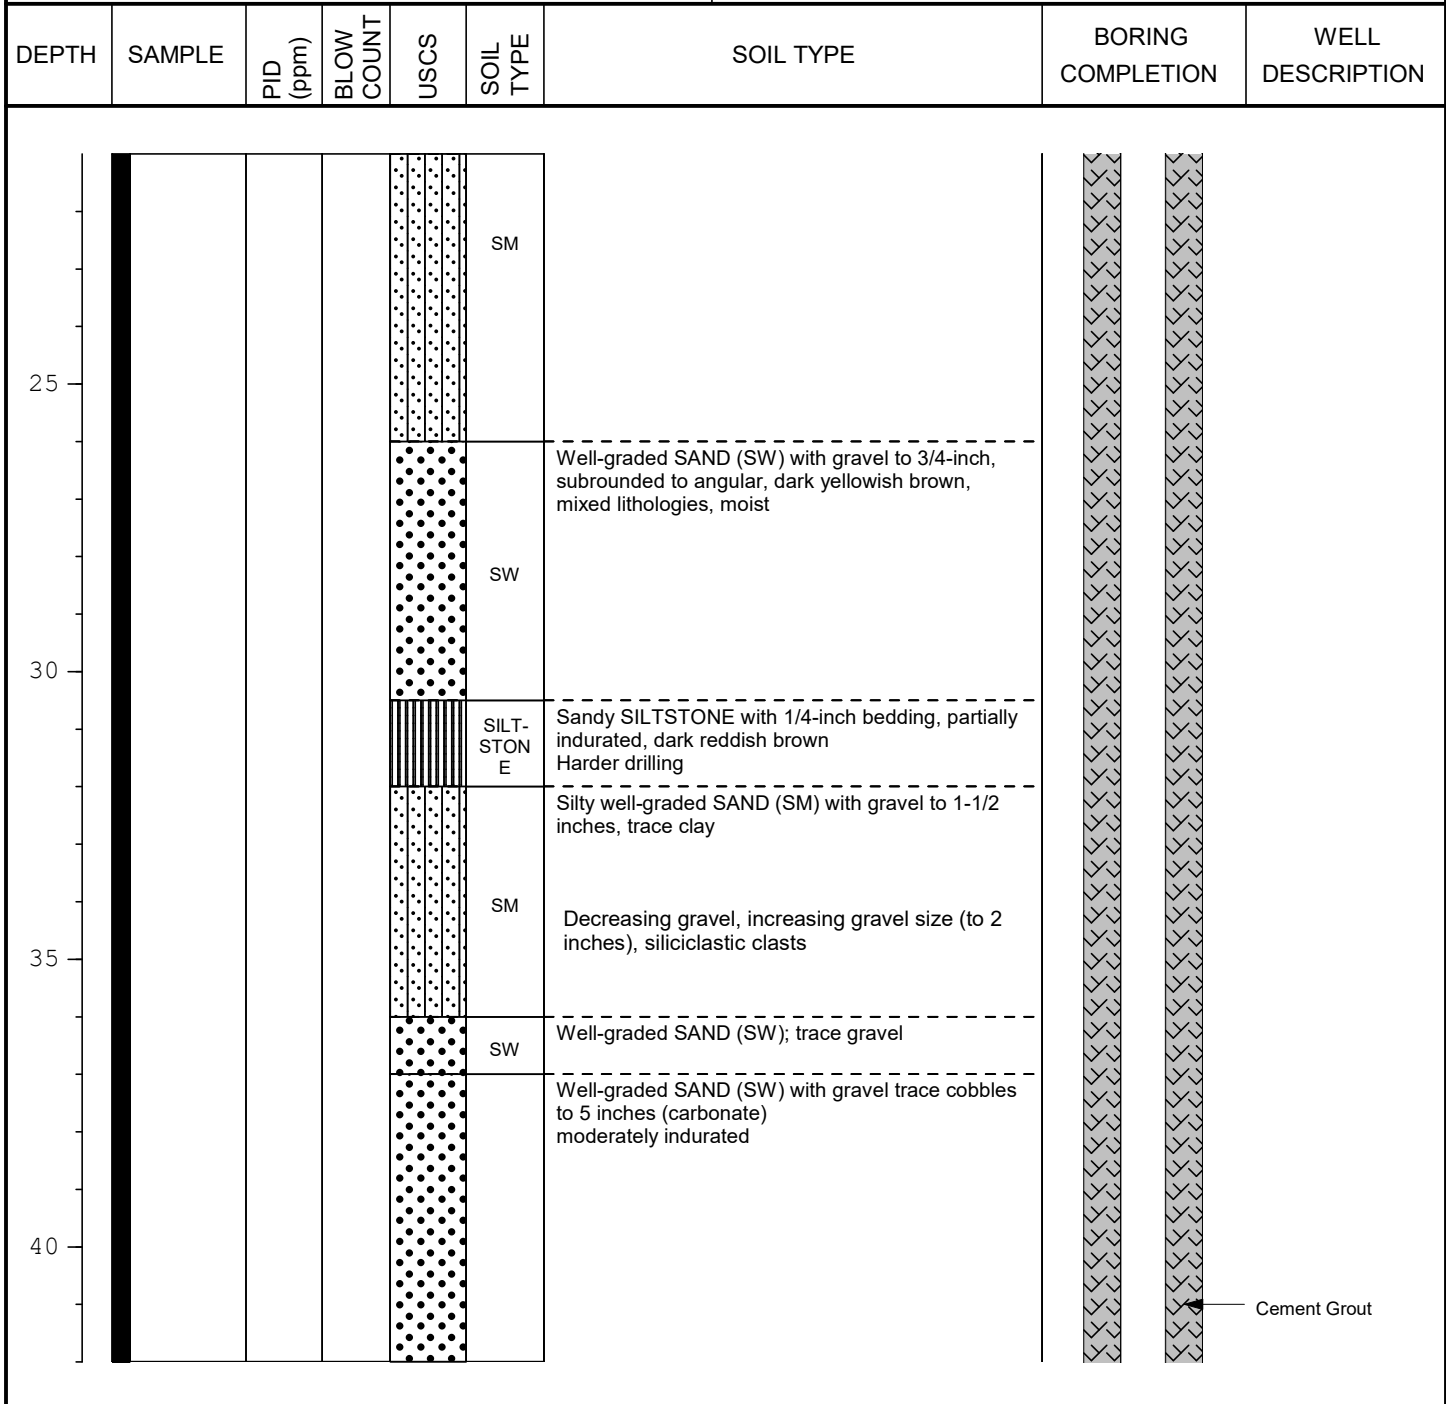 DEPTH
SAMPLE
PID
(ppm)
BLOW
COUNT
USCS
SOIL
TYPE
SOIL TYPE
BORING
COMPLETION
WELL
DESCRIPTION
SM
25
Well-graded SAND (SW) with gravel to 3/4-inch,
subrounded to angular, dark yellowish brown,
mixed lithologies, moist
SW
30
SILT-
STON
E
Sandy SILTSTONE with 1/4-inch bedding, partially
indurated, dark reddish brown
Harder drilling
Silty well-graded SAND (SM) with gravel to 1-1/2
inches, trace clay
SM
Decreasing gravel, increasing gravel size (to 2
inches), siliciclastic clasts
35
SW
Well-graded SAND (SW); trace gravel
Well-graded SAND (SW) with gravel trace cobbles
to 5 inches (carbonate)
moderately indurated
40
Cement Grout